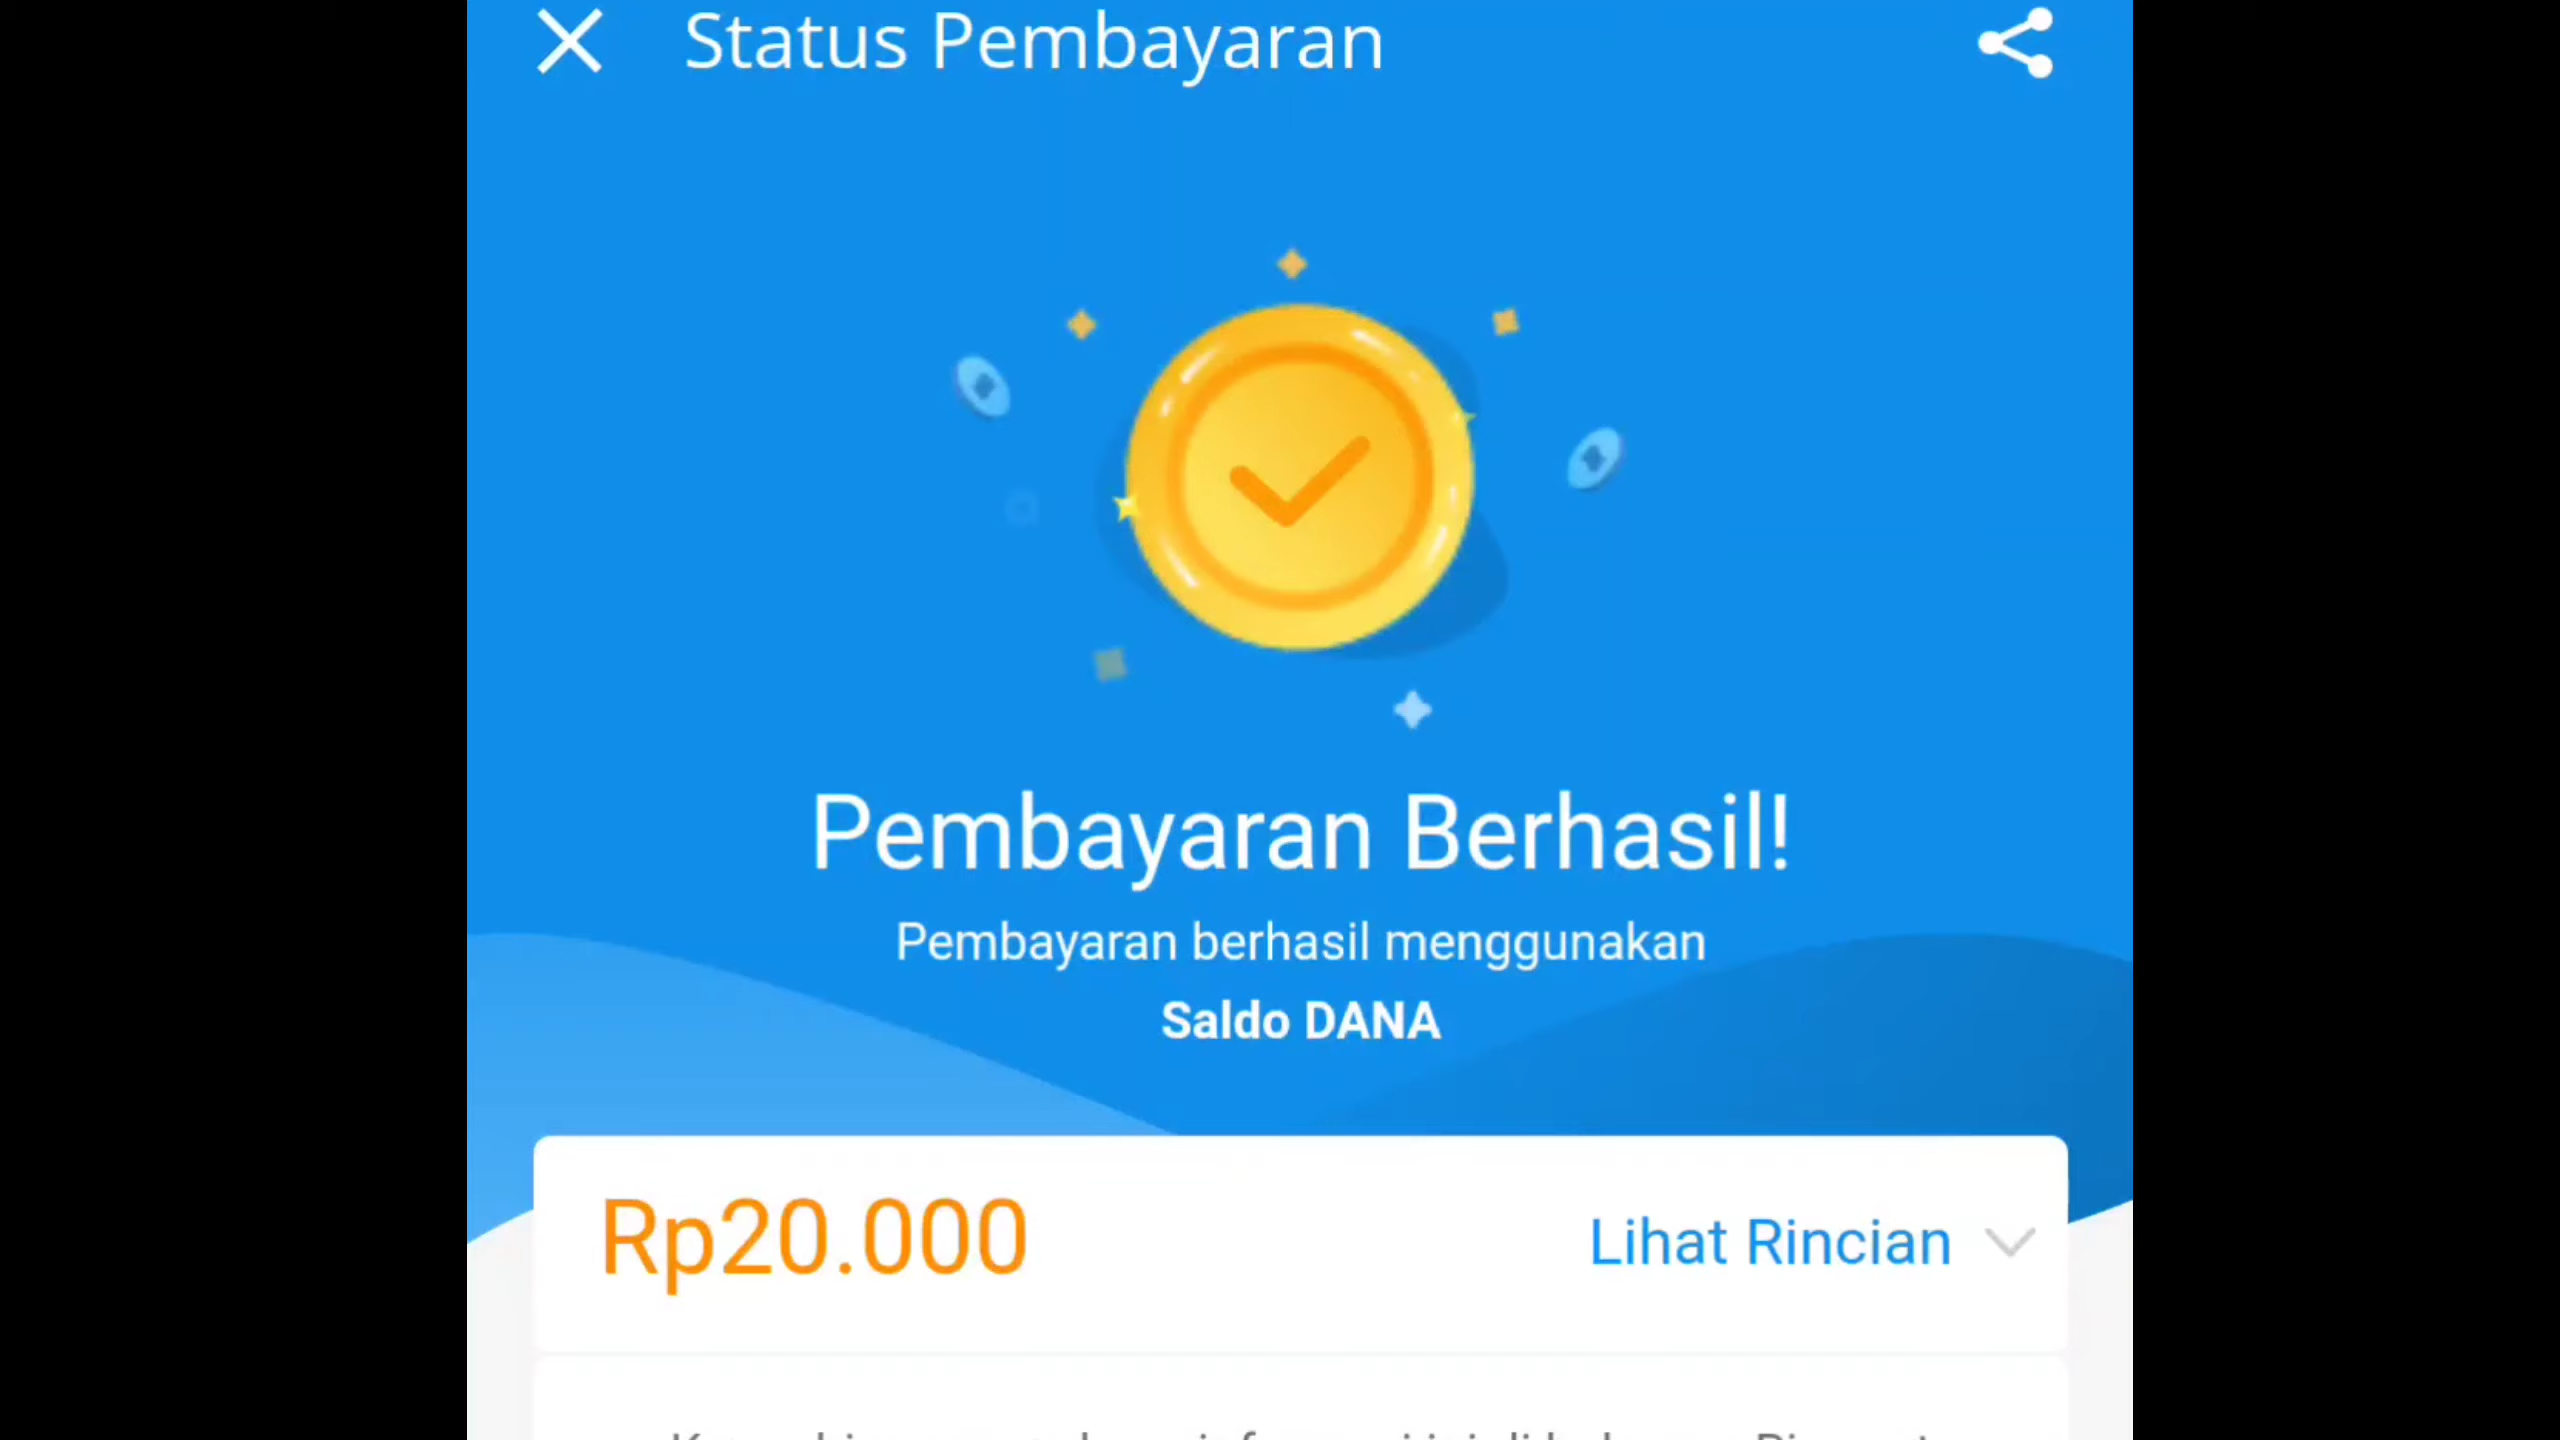 Status Pembayaran
Pembayaran Berhasil!
Pembayaran berhasil menggunakan
Saldo DANA
Rp20.000
Lihat Rincian